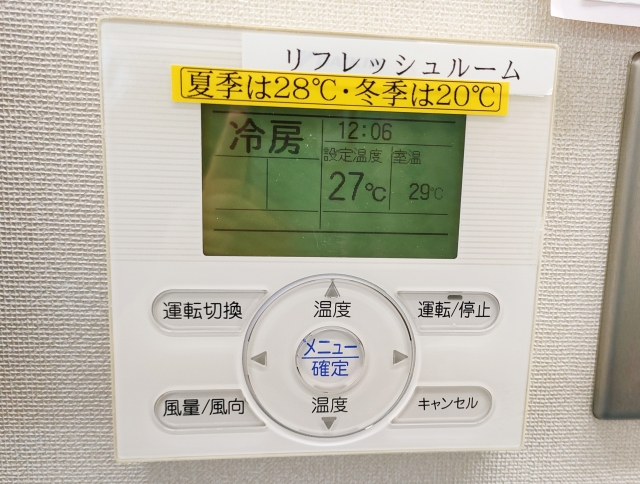 リフレッシュルーム
夏季は28℃・冬季は20℃
冷房 12:06
設定温度 室温
27℃ 29℃
運転切換 温度 運転/停止
メニュー
確定
風量/風向 温度 キャンセル